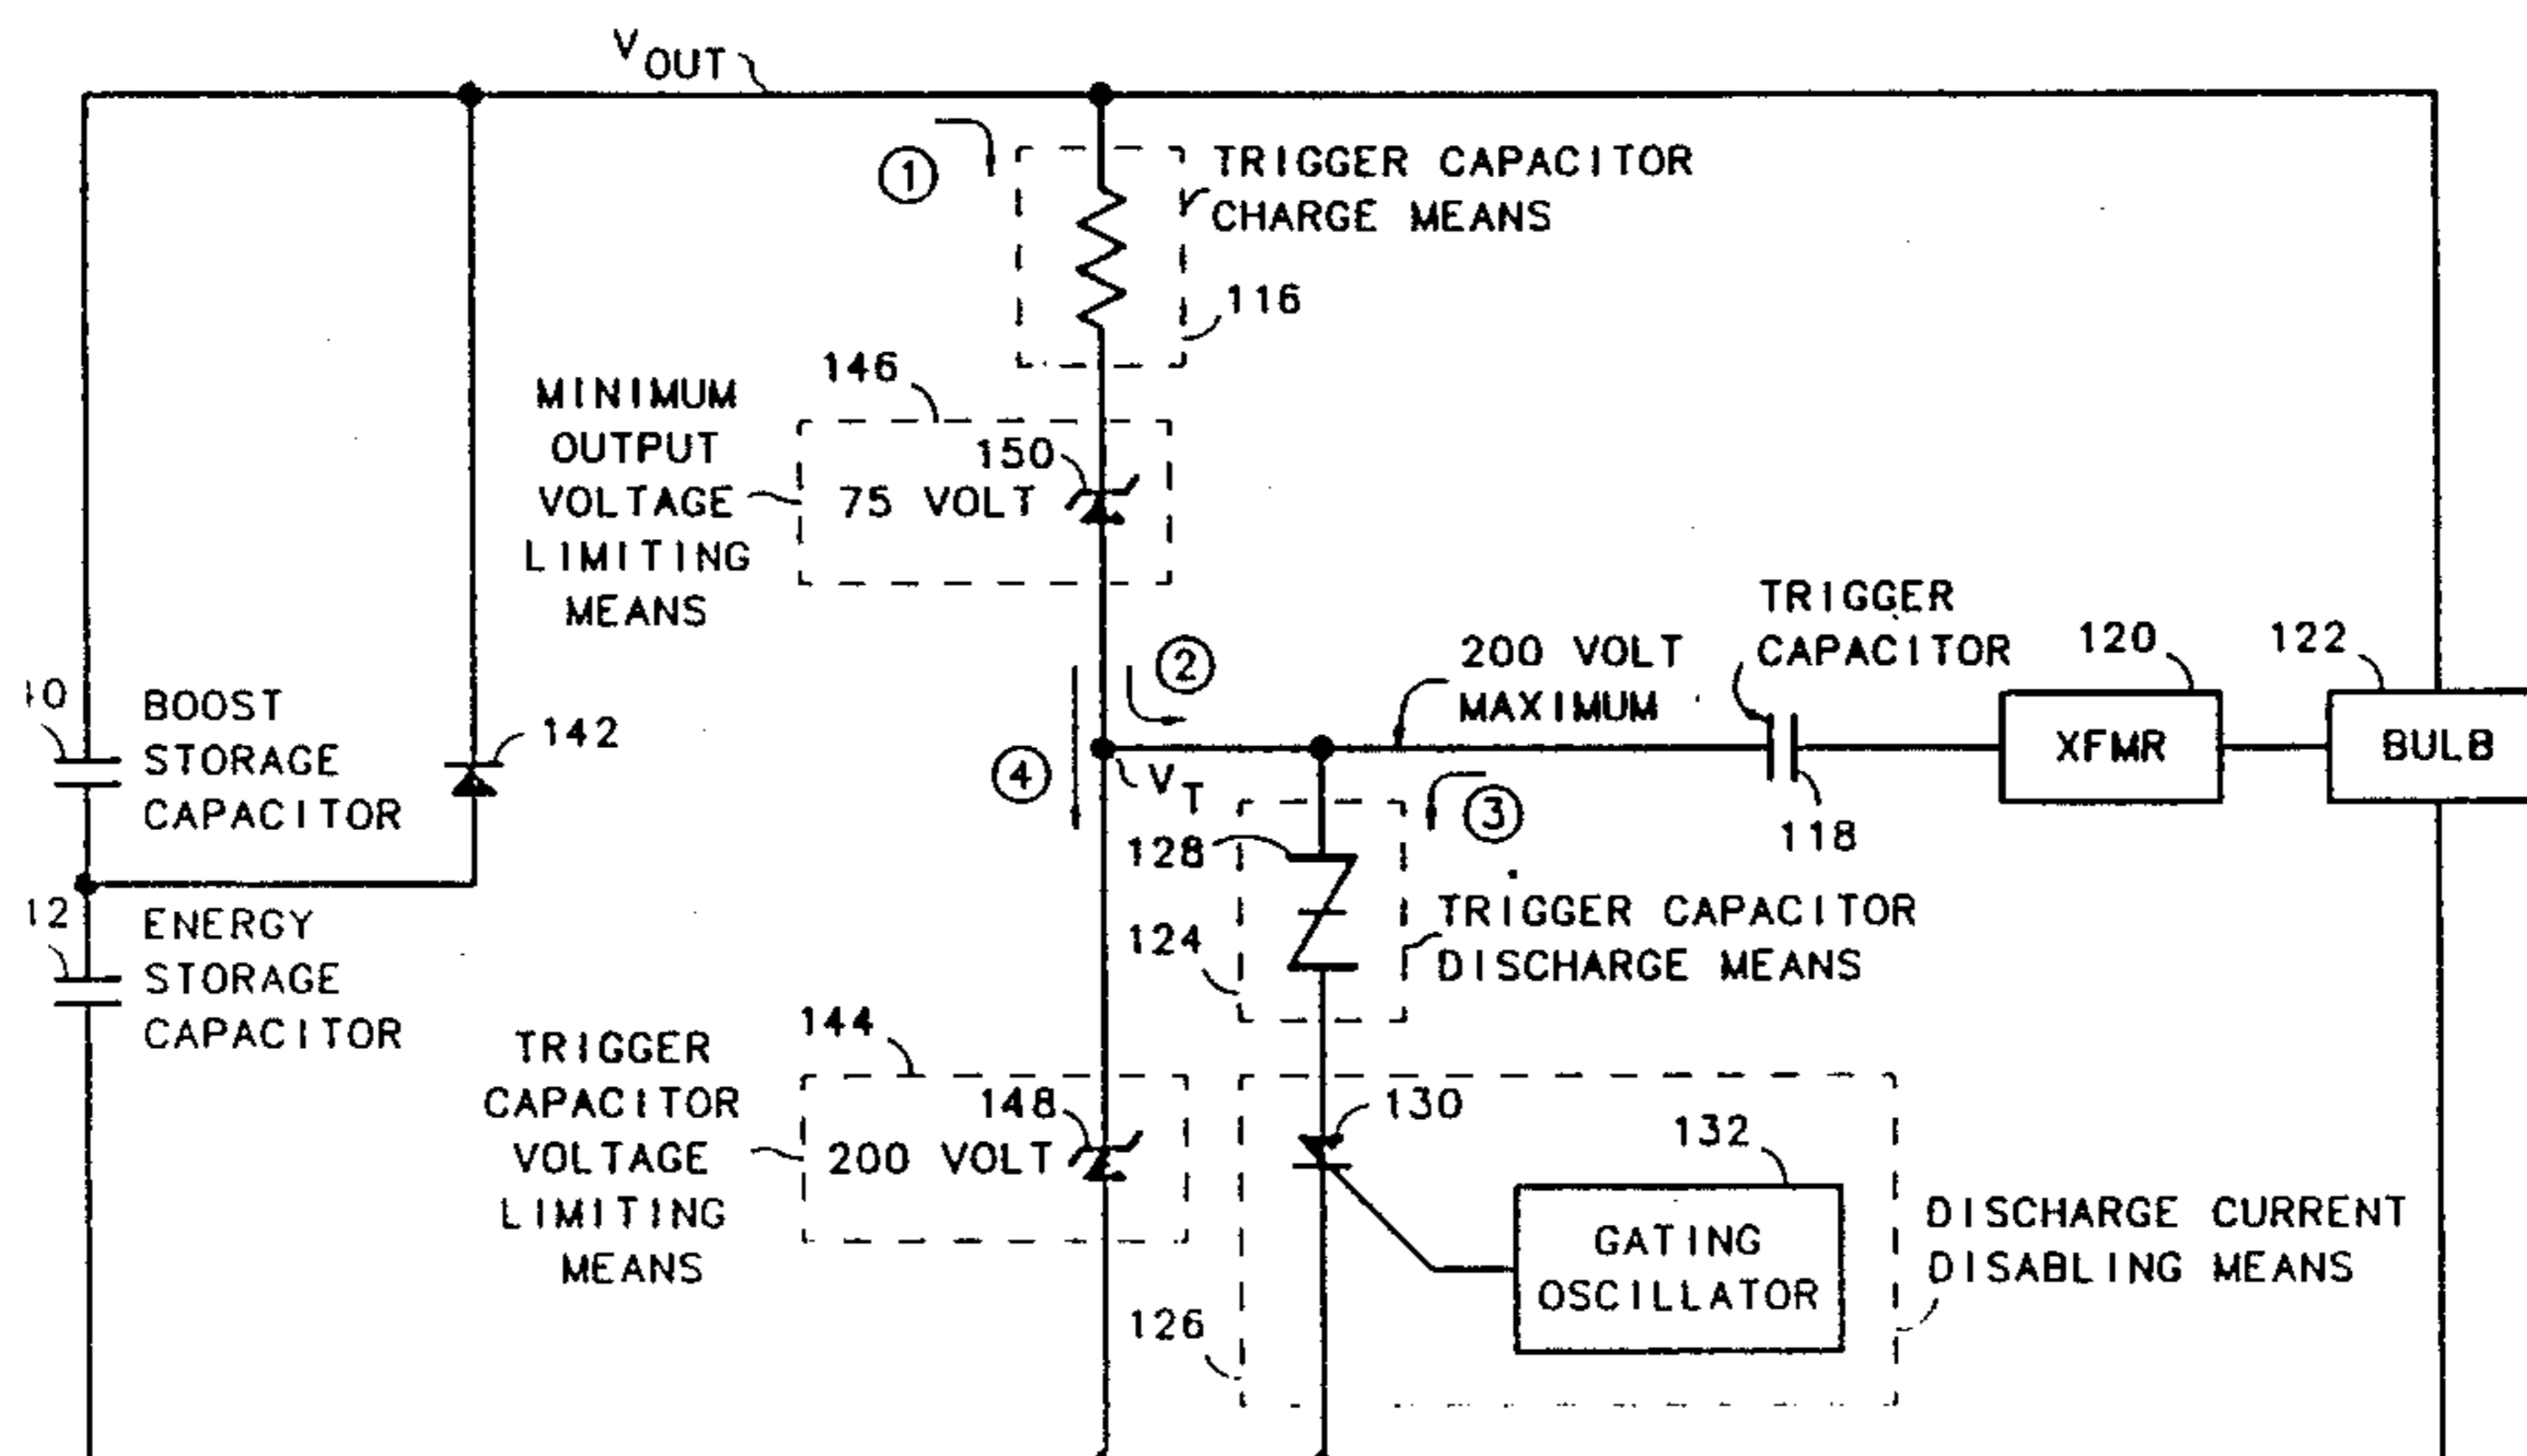 VOUT
①
TRIGGER CAPACITOR
CHARGE MEANS
116
146
MINIMUM
OUTPUT
VOLTAGE
LIMITING
MEANS
150
75 VOLT
②
200 VOLT
MAXIMUM
TRIGGER
CAPACITOR
120
122
XFMR
BULB
118
BOOST
STORAGE
CAPACITOR
142
④
VT
③
128
124
TRIGGER CAPACITOR
DISCHARGE MEANS
12
ENERGY
STORAGE
CAPACITOR
144
TRIGGER
CAPACITOR
VOLTAGE
LIMITING
MEANS
148
200 VOLT
130
132
GATING
OSCILLATOR
DISCHARGE CURRENT
DISABLING MEANS
126